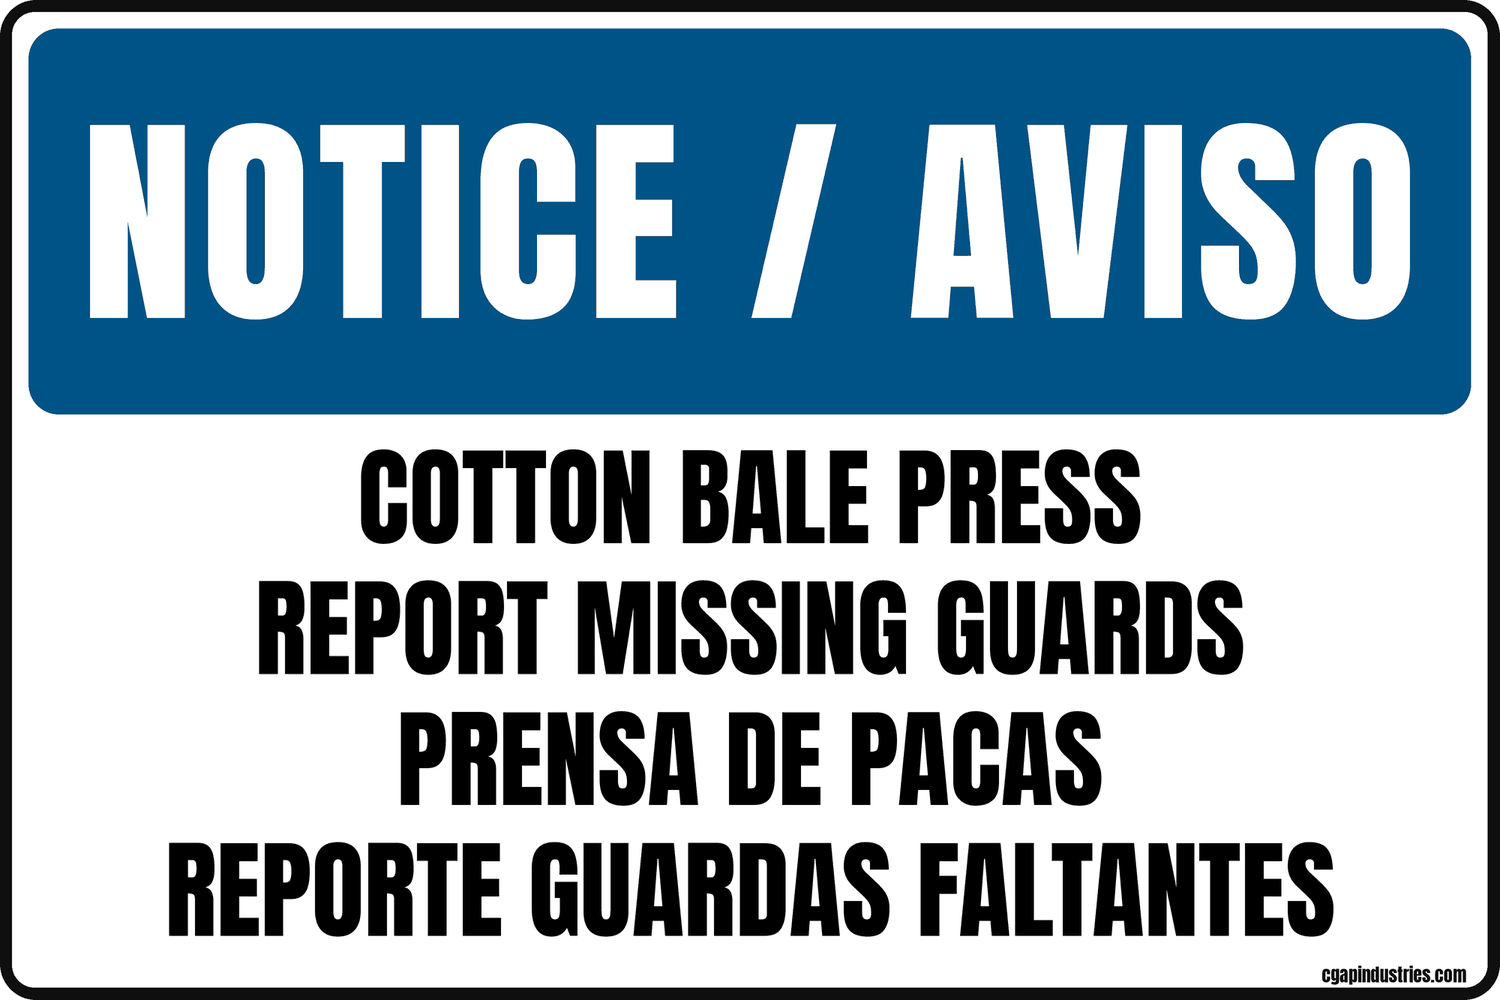 NOTICE / AVISO
COTTON BALE PRESS
REPORT MISSING GUARDS
PRENSA DE PACAS
REPORTE GUARDAS FALTANTES
cgapindustries.com